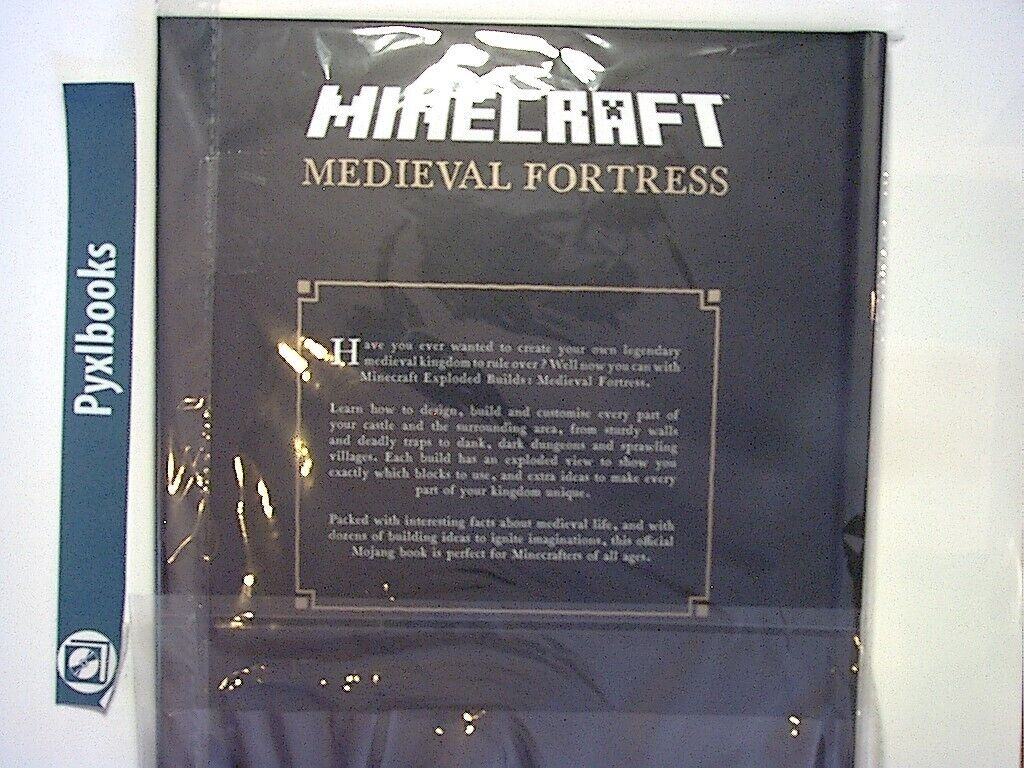 Pyxlbooks
MINECRAFT
MEDIEVAL FORTRESS
Have you ever wanted to create your own legendary
medieval kingdom to rule over? Well now you can with
Minecraft Exploded Builds: Medieval Fortress.
Learn how to design, build and customise every part of
your castle and the surrounding area, from sturdy walls
and deadly traps to dank, dark dungeons and sprawling
villages. Each build has an exploded view to show you
exactly which blocks to use, and extra ideas to make every
part of your kingdom unique.
Packed with interesting facts about medieval life, and with
dozens of building ideas to ignite imaginations, this official
Mojang book is perfect for Minecrafters of all ages.